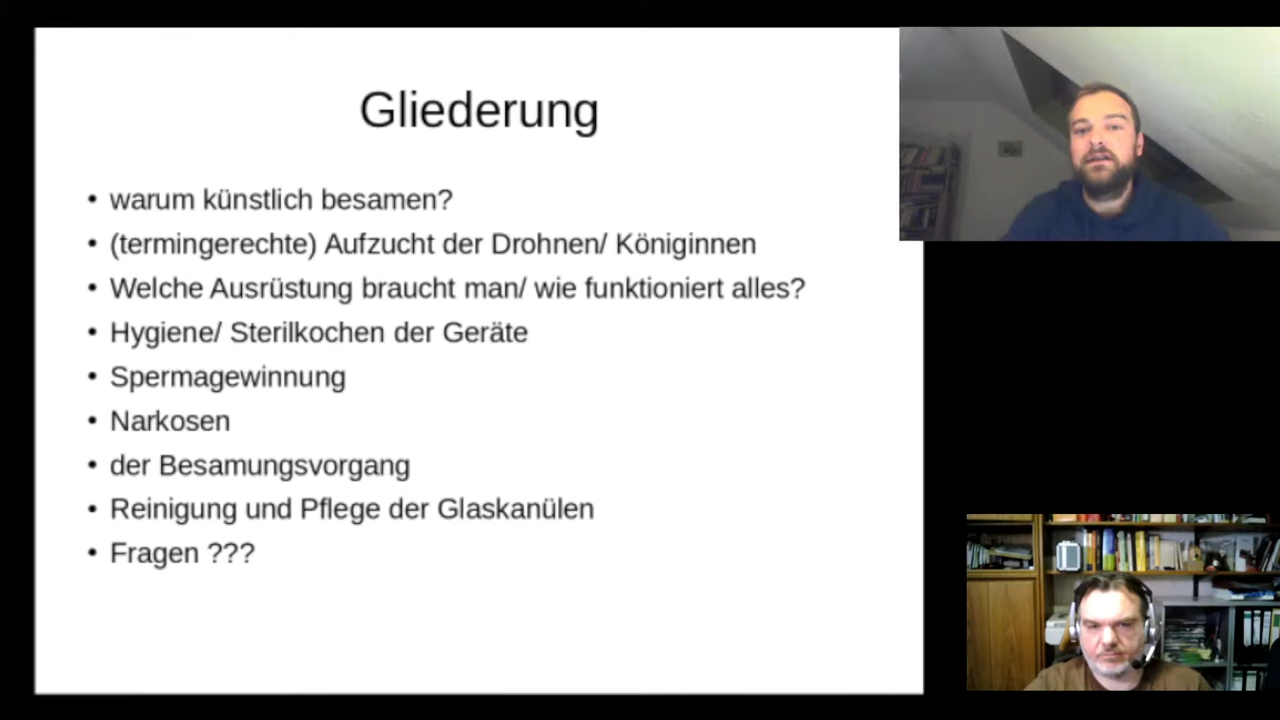 Gliederung
• warum künstlich besamen?
• (termingerechte) Aufzucht der Drohnen/ Königinnen
• Welche Ausrüstung braucht man/ wie funktioniert alles?
• Hygiene/ Sterilkochen der Geräte
• Spermagewinnung
• Narkosen
• der Besamungsvorgang
• Reinigung und Pflege der Glaskanülen
• Fragen ???